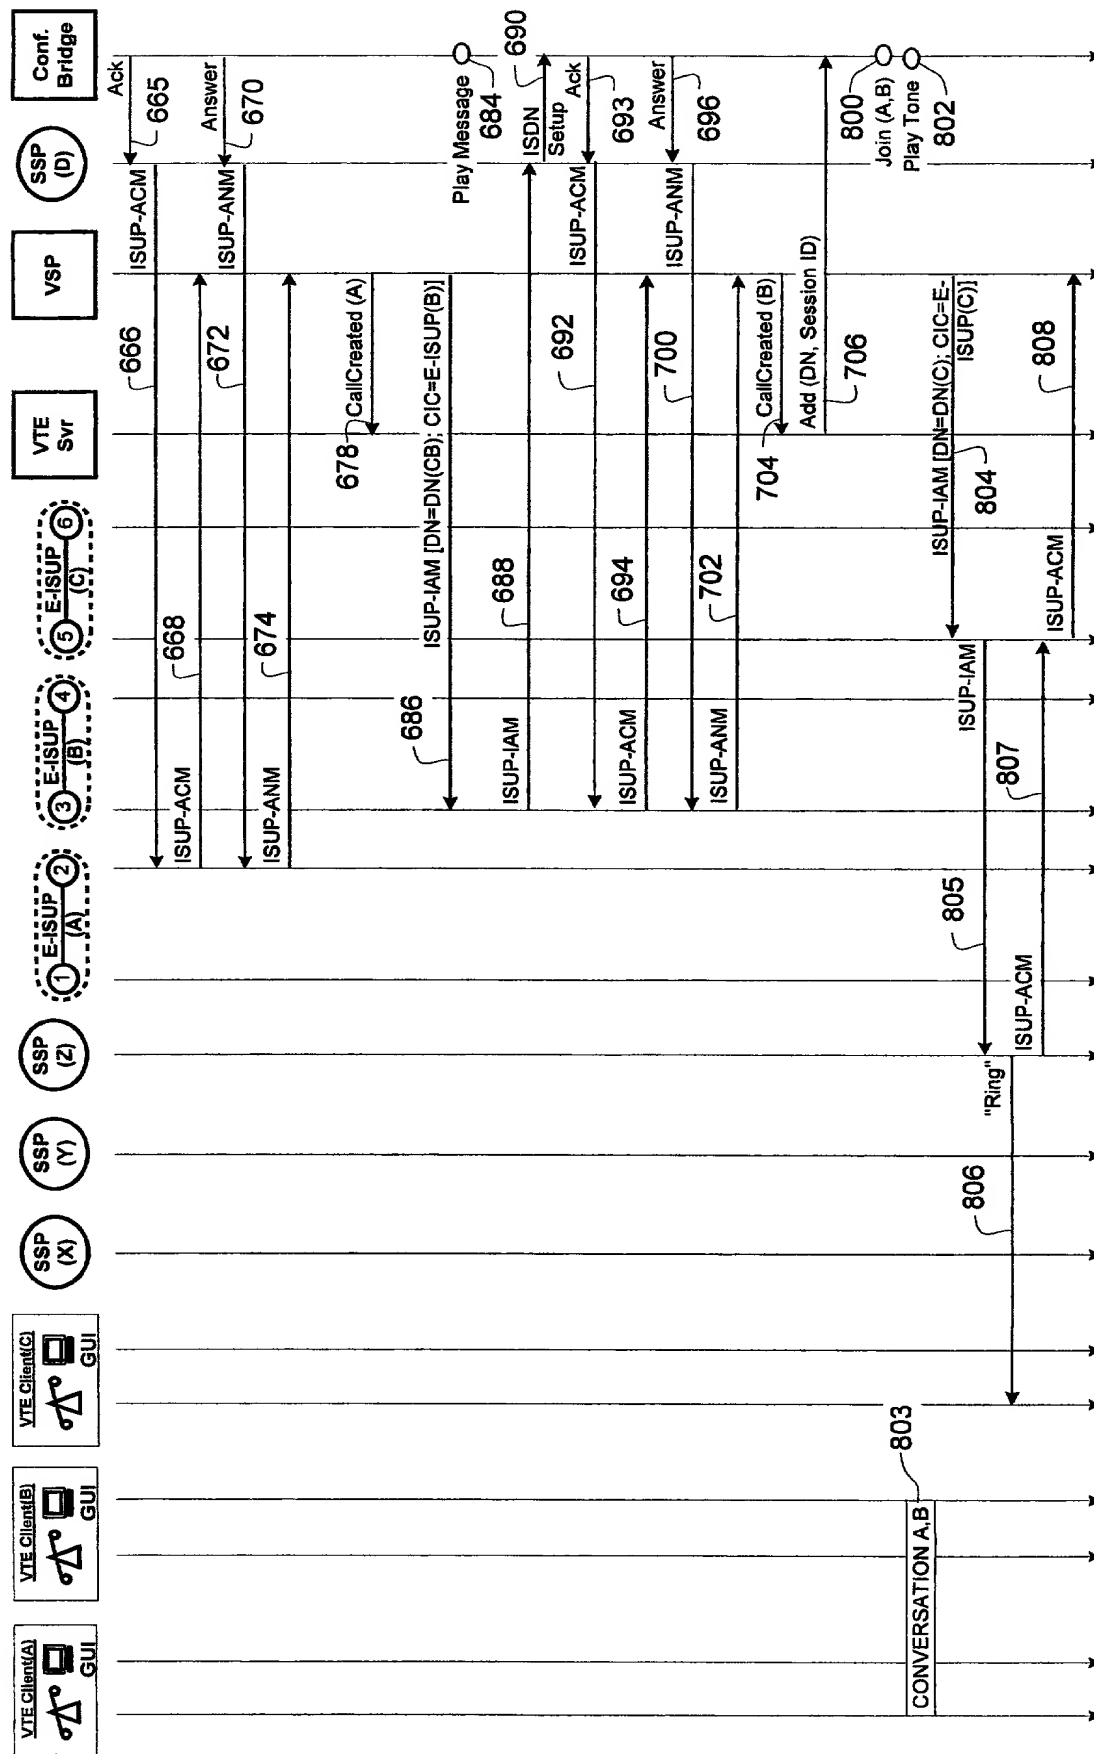 VTE Client(A)
GUI
VTE Client(B)
GUI
VTE Client(C)
GUI
SSP
(X)
SSP
(Y)
SSP
(Z)
1
E-ISUP
(A)
2
3
E-ISUP
(B)
4
5
E-ISUP
(C)
6
VTE
Svr
VSP
SSP
(D)
Conf.
Bridge
Ack
665
ISUP-ACM
666
ISUP-ACM
668
Answer
670
ISUP-ANM
672
ISUP-ANM
674
CallCreated (A)
678
Play Message
684
ISUP-IAM [DN=DN(CB); CIC=E-ISUP(B)]
686
ISUP-IAM
688
ISDN
Setup
690
Ack
693
ISUP-ACM
692
ISUP-ACM
694
Answer
696
ISUP-ANM
700
ISUP-ANM
702
CallCreated (B)
704
Add (DN, Session ID)
706
800
Join (A,B)
Play Tone
802
CONVERSATION A,B
803
ISUP-IAM [DN=DN(C); CIC=E-
ISUP(C)]
804
ISUP-IAM
805
"Ring"
806
ISUP-ACM
807
ISUP-ACM
808